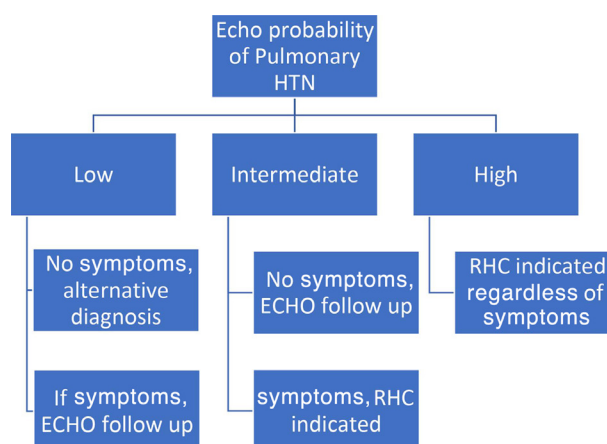 Echo probability
of Pulmonary
HTN
Low
Intermediate
High
No symptoms,
alternative
diagnosis
If symptoms,
ECHO follow up
No symptoms,
ECHO follow up
symptoms, RHC
indicated
RHC indicated
regardless of
symptoms